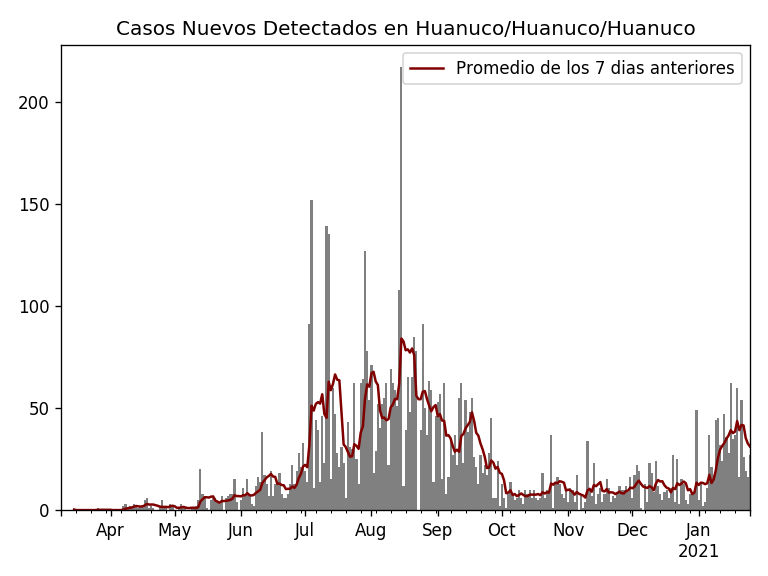 Casos Nuevos Detectados en Huanuco/Huanuco/Huanuco
Promedio de los 7 dias anteriores
200
150
100
50
0
Apr May Jun Jul Aug Sep Oct Nov Dec Jan
2021